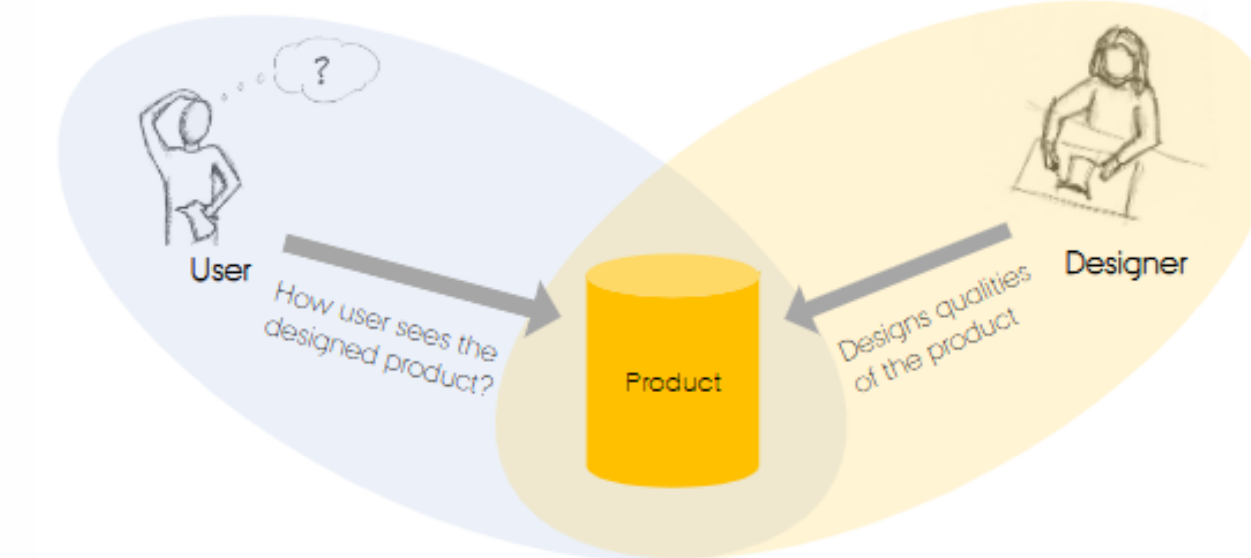 ?
User
How user sees the
designed product?
Product
Designer
Designs qualities
of the product